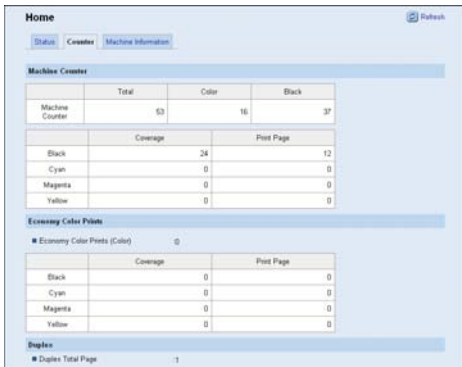 Home
Refresh
Status Counter Machine Information
Machine Counter
Total Color Black
Machine Counter 53 16 37
Coverage Print Page
Black 24 12
Cyan 0 0
Magenta 0 0
Yellow 0 0
Economy Color Prints
Economy Color Prints (Color) :0
Coverage Print Page
Black 0 0
Cyan 0 0
Magenta 0 0
Yellow 0 0
Duplex
Duplex Total Page :1